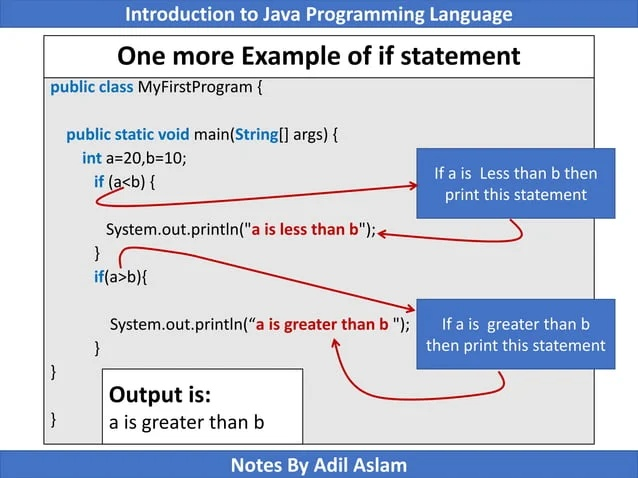 Introduction to Java Programming Language
One more Example of if statement
public class MyFirstProgram {
public static void main(String[] args) {
int a=20,b=10;
if (a<b) {
If a is Less than b then
print this statement
System.out.println("a is less than b");
}
if(a>b){
System.out.println(“a is greater than b ");
If a is greater than b
then print this statement
}
}
Output is:
a is greater than b
}
Notes By Adil Aslam